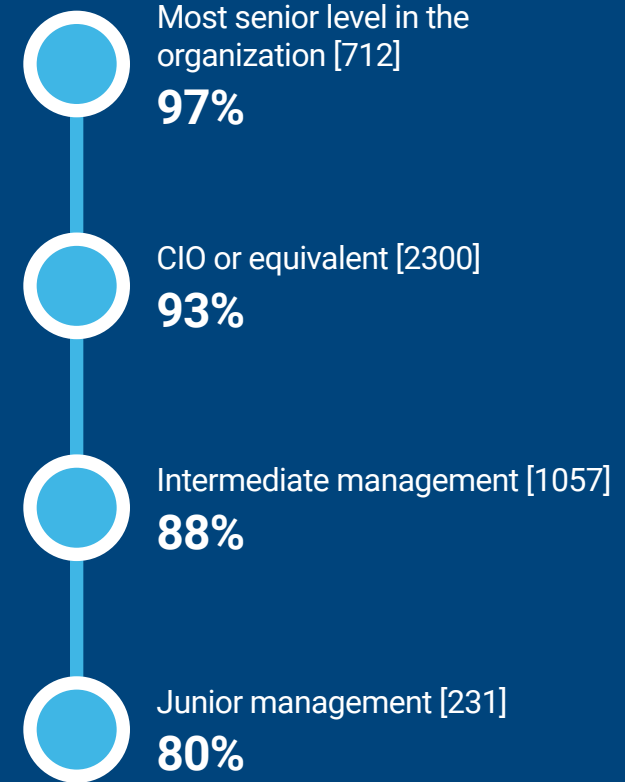 Most senior level in the
organization [712]
97%
CIO or equivalent [2300]
93%
Intermediate management [1057]
88%
Junior management [231]
80%